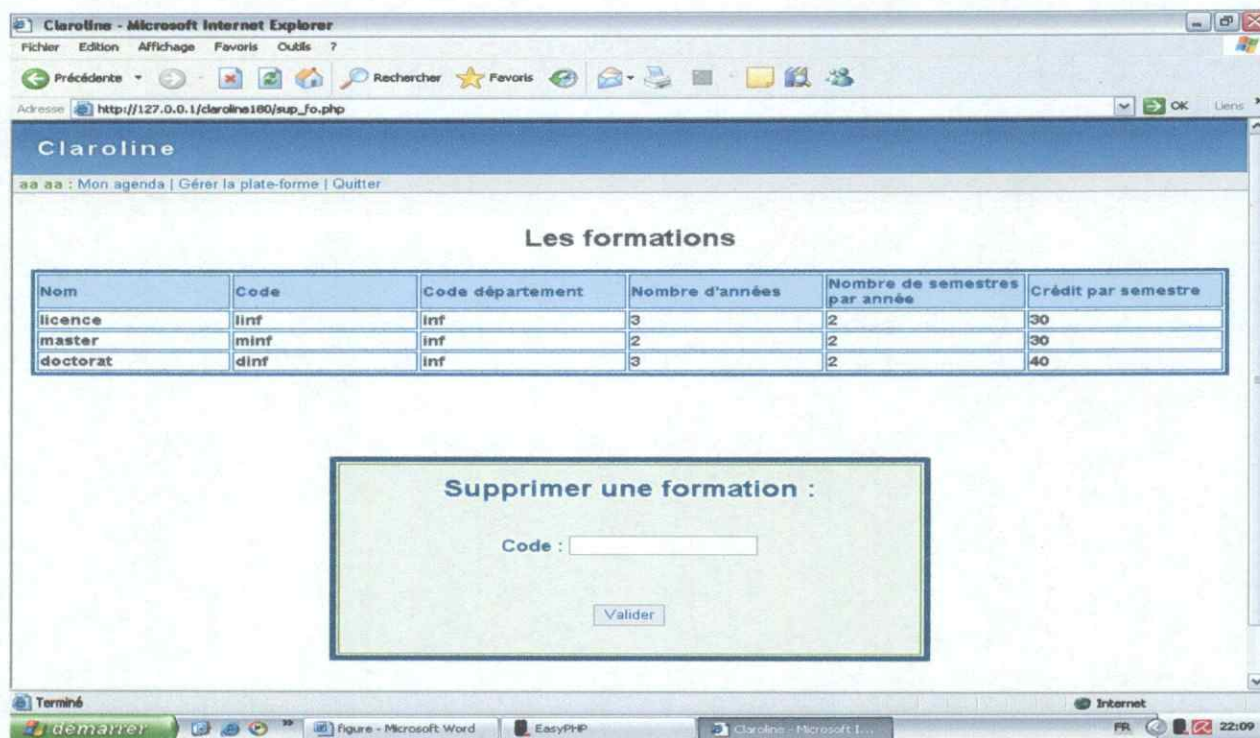 Claroline - Microsoft Internet Explorer
Fichier Edition Affichage Favoris Outils ?
Précédente Rechercher Favoris
Adresse http://127.0.0.1/claroline180/sup_fo.php OK Liens »
Claroline
aa aa : Mon agenda | Gérer la plate-forme | Quitter
Les formations
Nom Code Code département Nombre d'années Nombre de semestres par année Crédit par semestre
licence linf inf 3 2 30
master minf inf 2 2 30
doctorat dinf inf 3 2 40
Supprimer une formation :
Code :
Valider
Terminé Internet
démarrer » figure - Microsoft Word EasyPHP Claroline - Microsoft I... FR 22:09